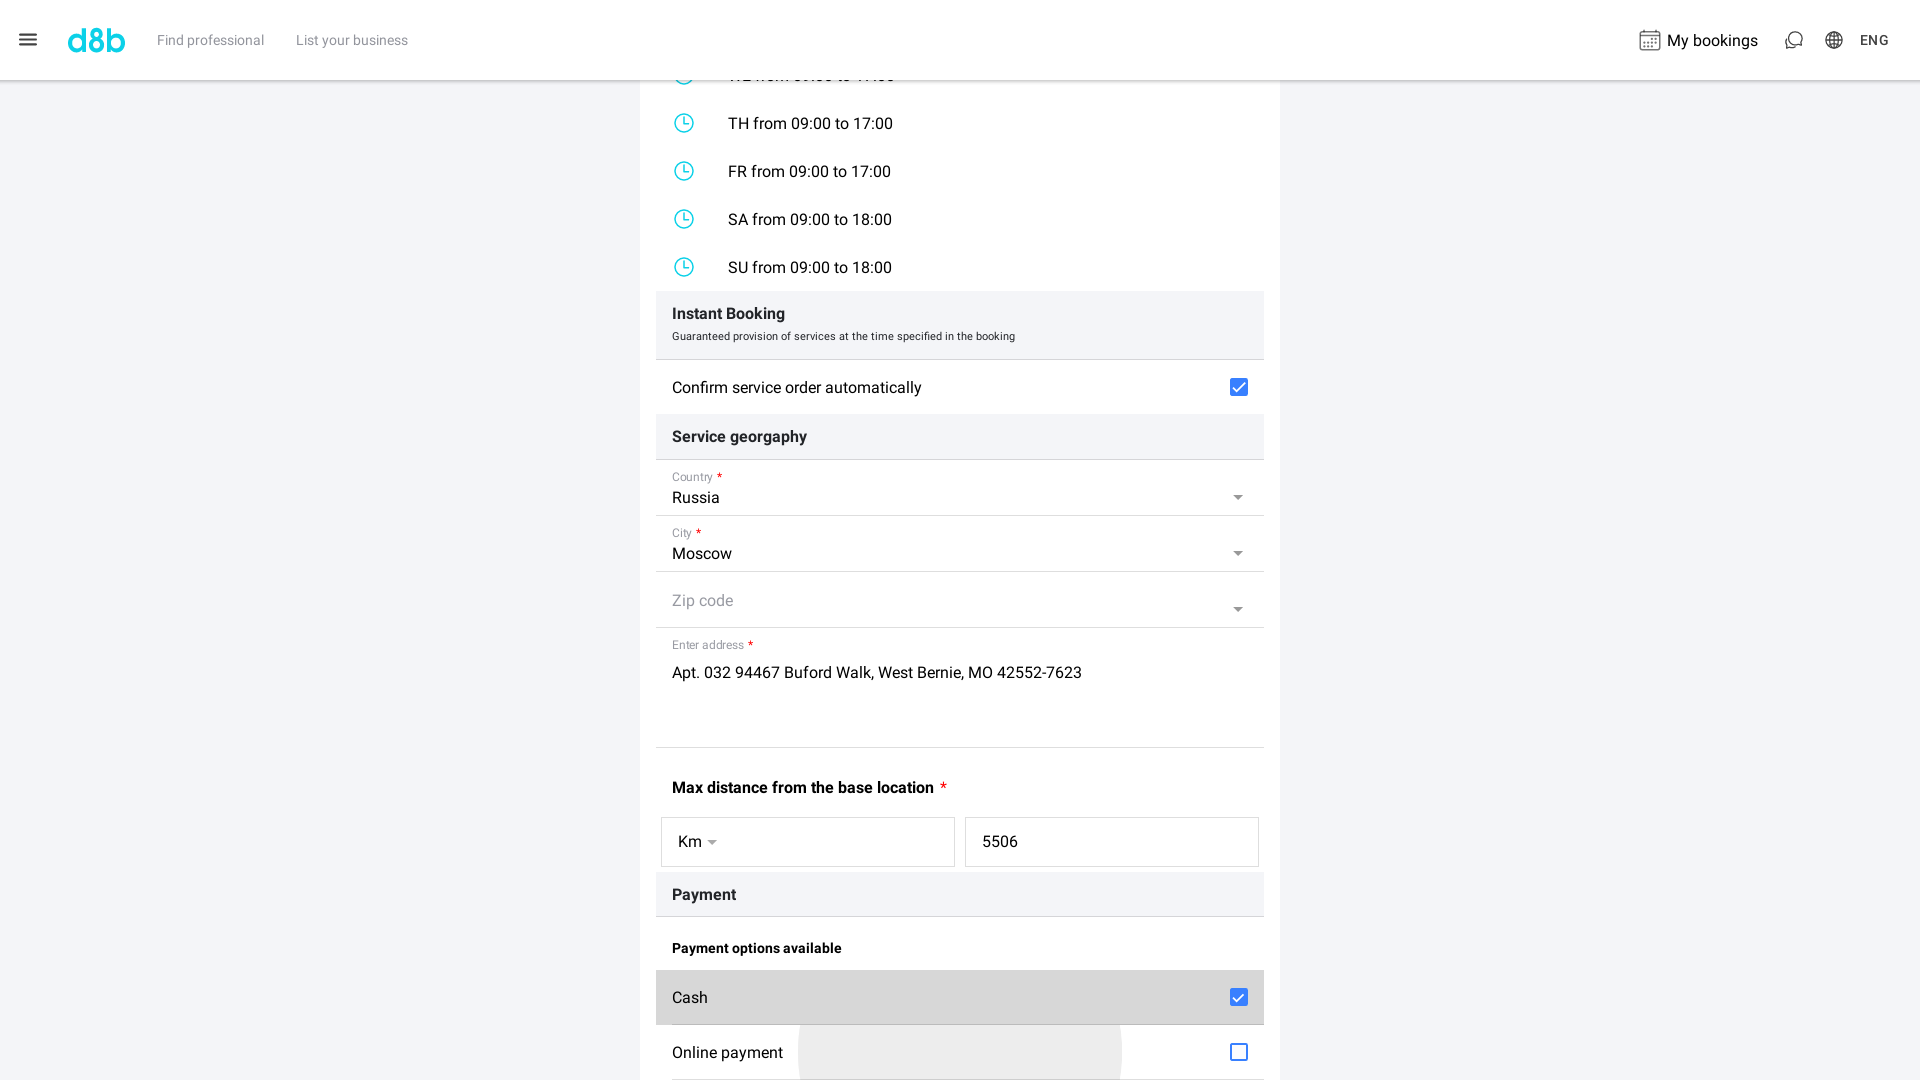 d8b
Find professional
List your business
My bookings
ENG
TH from 09:00 to 17:00
FR from 09:00 to 17:00
SA from 09:00 to 18:00
SU from 09:00 to 18:00
Instant Booking
Guaranteed provision of services at the time specified in the booking
Confirm service order automatically
Service georgaphy
Country *
Russia
City *
Moscow
Zip code
Enter address *
Apt. 032 94467 Buford Walk, West Bernie, MO 42552-7623
Max distance from the base location *
Km
5506
Payment
Payment options available
Cash
Online payment